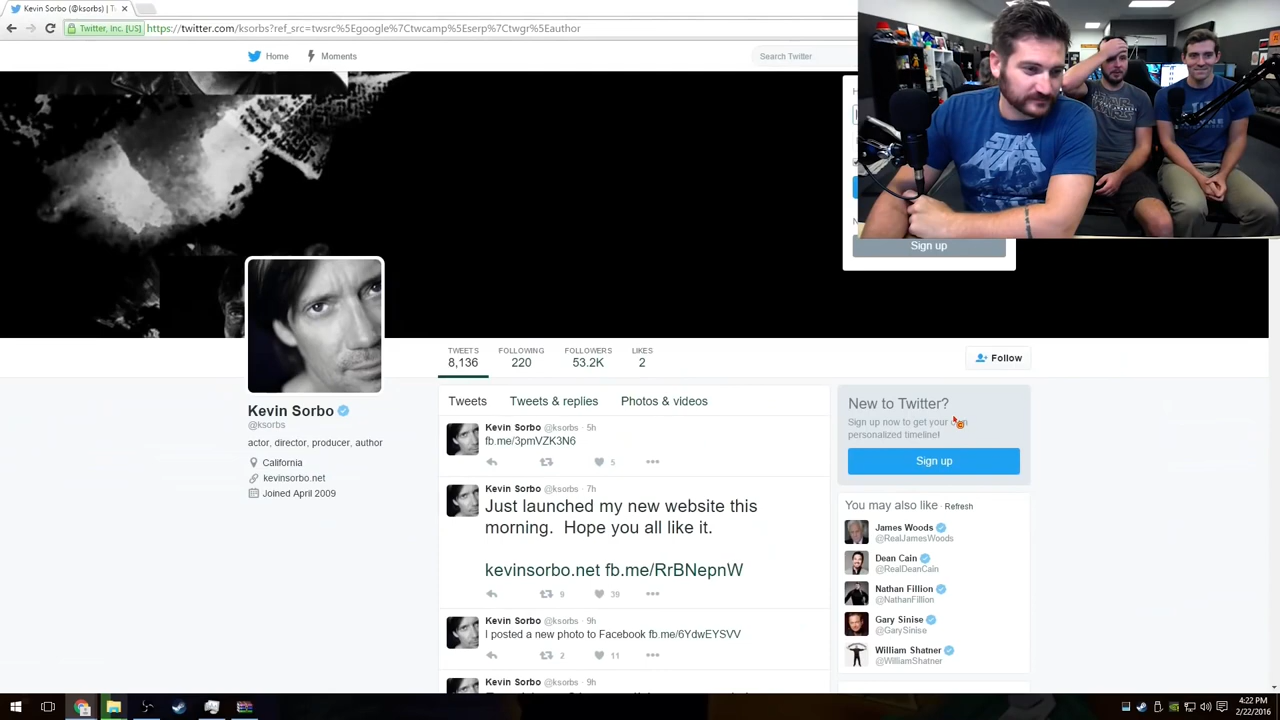 Kevin Sorbo (@ksorbs) | T
Twitter, Inc. [US]
https://twitter.com/ksorbs?ref_src=twsrc%5Egoogle%7Ctwcamp%5Eserp%7Ctwgr%5Eauthor
Home
Moments
Search Twitter
STAR WARS
Sign up
TWEETS
8,136
FOLLOWING
220
FOLLOWERS
53.2K
LIKES
2
Follow
Kevin Sorbo
@ksorbs
actor, director, producer, author
California
kevinsorbo.net
Joined April 2009
Tweets
Tweets & replies
Photos & videos
Kevin Sorbo @ksorbs · 5h
fb.me/3pmVZK3N6
5
Kevin Sorbo @ksorbs · 7h
Just launched my new website this
morning. Hope you all like it.
kevinsorbo.net fb.me/RrBNepnW
9
39
Kevin Sorbo @ksorbs · 9h
I posted a new photo to Facebook fb.me/6YdwEYSVV
2
11
Kevin Sorbo @ksorbs · 9h
New to Twitter?
Sign up now to get your own
personalized timeline!
Sign up
You may also like · Refresh
James Woods
@RealJamesWoods
Dean Cain
@RealDeanCain
Nathan Fillion
@NathanFillion
Gary Sinise
@GarySinise
William Shatner
@WilliamShatner
4:22 PM
2/22/2016